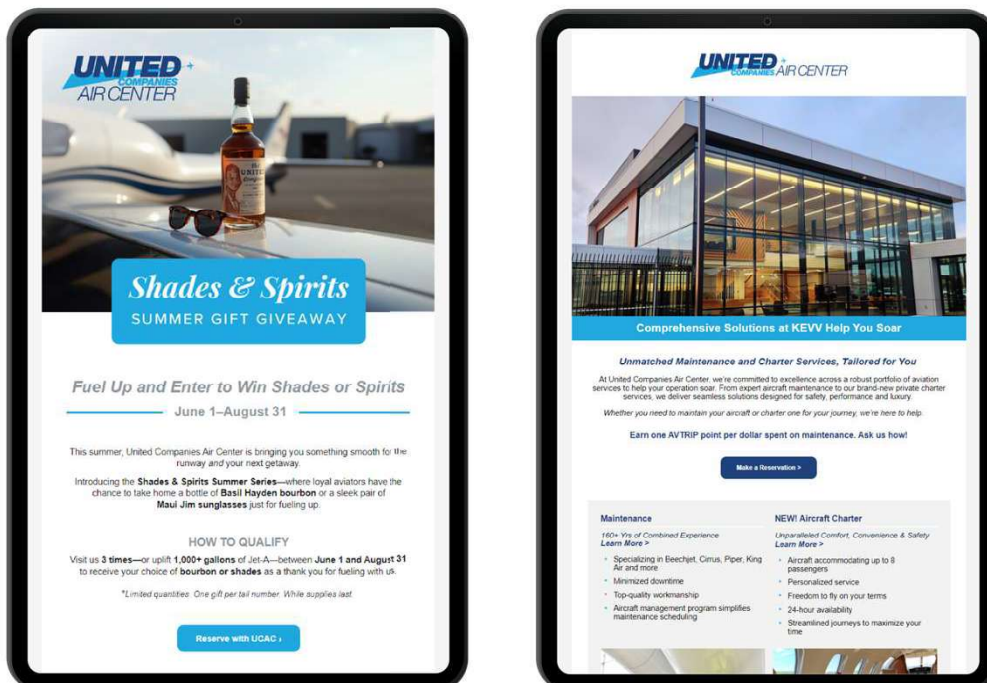 UNITED
COMPANIES
AIR CENTER
UNITED
Shades & Spirits
SUMMER GIFT GIVEAWAY
Fuel Up and Enter to Win Shades or Spirits
June 1–August 31
This summer, United Companies Air Center is bringing you something smooth for the
runway and your next getaway.
Introducing the Shades & Spirits Summer Series—where loyal aviators have the
chance to take home a bottle of Basil Hayden bourbon or a sleek pair of
Maui Jim sunglasses just for fueling up.
HOW TO QUALIFY
Visit us 3 times—or uplift 1,000+ gallons of Jet-A—between June 1 and August 31
to receive your choice of bourbon or shades as a thank you for fueling with us.
*Limited quantities. One gift per tail number. While supplies last.
Reserve with UCAC ›
UNITED
COMPANIES AIR CENTER
Comprehensive Solutions at KEVV Help You Soar
Unmatched Maintenance and Charter Services, Tailored for You
At United Companies Air Center, we're committed to excellence across a robust portfolio of aviation
services to help your operation soar. From expert aircraft maintenance to our brand-new private charter
services, we deliver seamless solutions designed for safety, performance and luxury.
Whether you need to maintain your aircraft or charter one for your journey, we're here to help.
Earn one AVTRIP point per dollar spent on maintenance. Ask us how!
Make a Reservation >
Maintenance
160+ Yrs of Combined Experience
Learn More >
• Specializing in Beechjet, Cirrus, Piper, King
Air and more
• Minimized downtime
• Top-quality workmanship
• Aircraft management program simplifies
maintenance scheduling
NEW! Aircraft Charter
Unparalleled Comfort, Convenience & Safety
Learn More >
• Aircraft accommodating up to 8
passengers
• Personalized service
• Freedom to fly on your terms
• 24-hour availability
• Streamlined journeys to maximize your
time